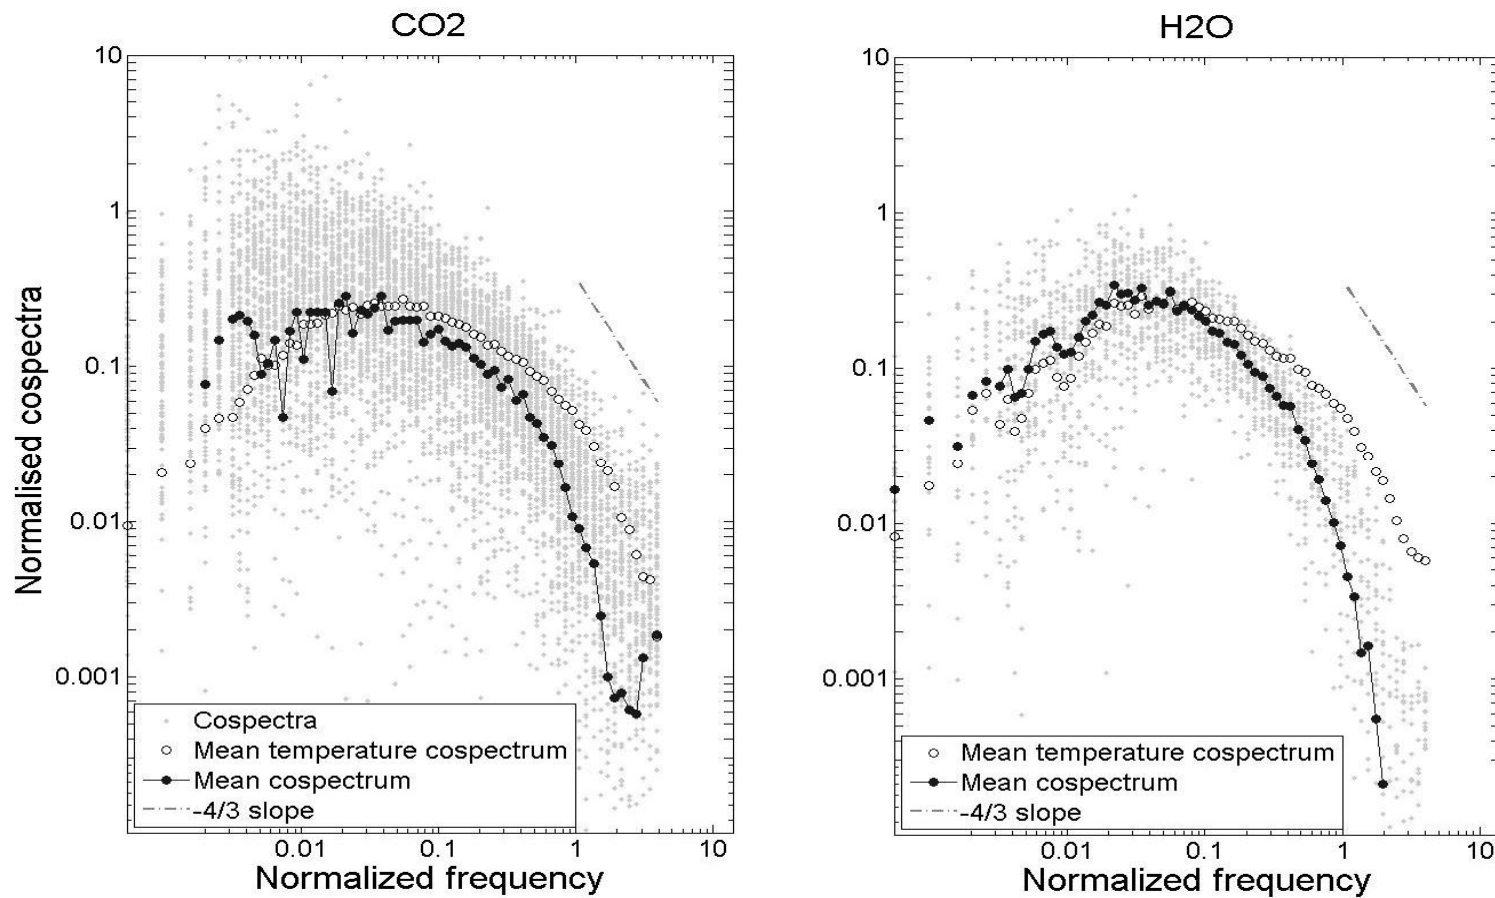 CO2
10
1
0.1
0.01
0.001
Normalised cospectra
Cospectra
Mean temperature cospectrum
Mean cospectrum
-4/3 slope
0.01 0.1 1 10
Normalized frequency
H2O
10
1
0.1
0.01
0.001
Mean temperature cospectrum
Mean cospectrum
-4/3 slope
0.01 0.1 1 10
Normalized frequency